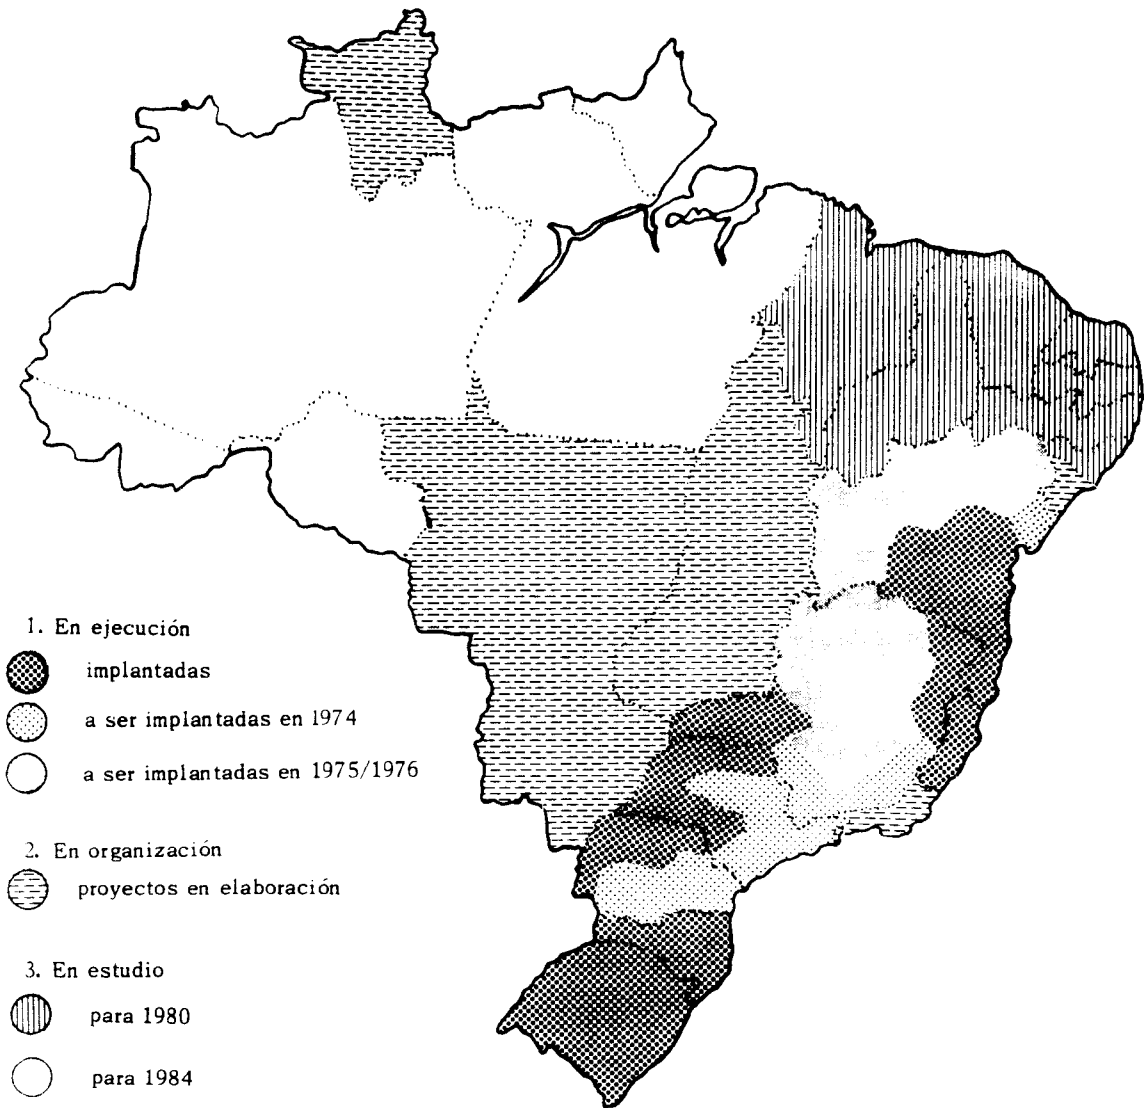 1. En ejecución
implantadas
a ser implantadas en 1974
a ser implantadas en 1975/1976
2. En organización
proyectos en elaboración
3. En estudio
para 1980
para 1984